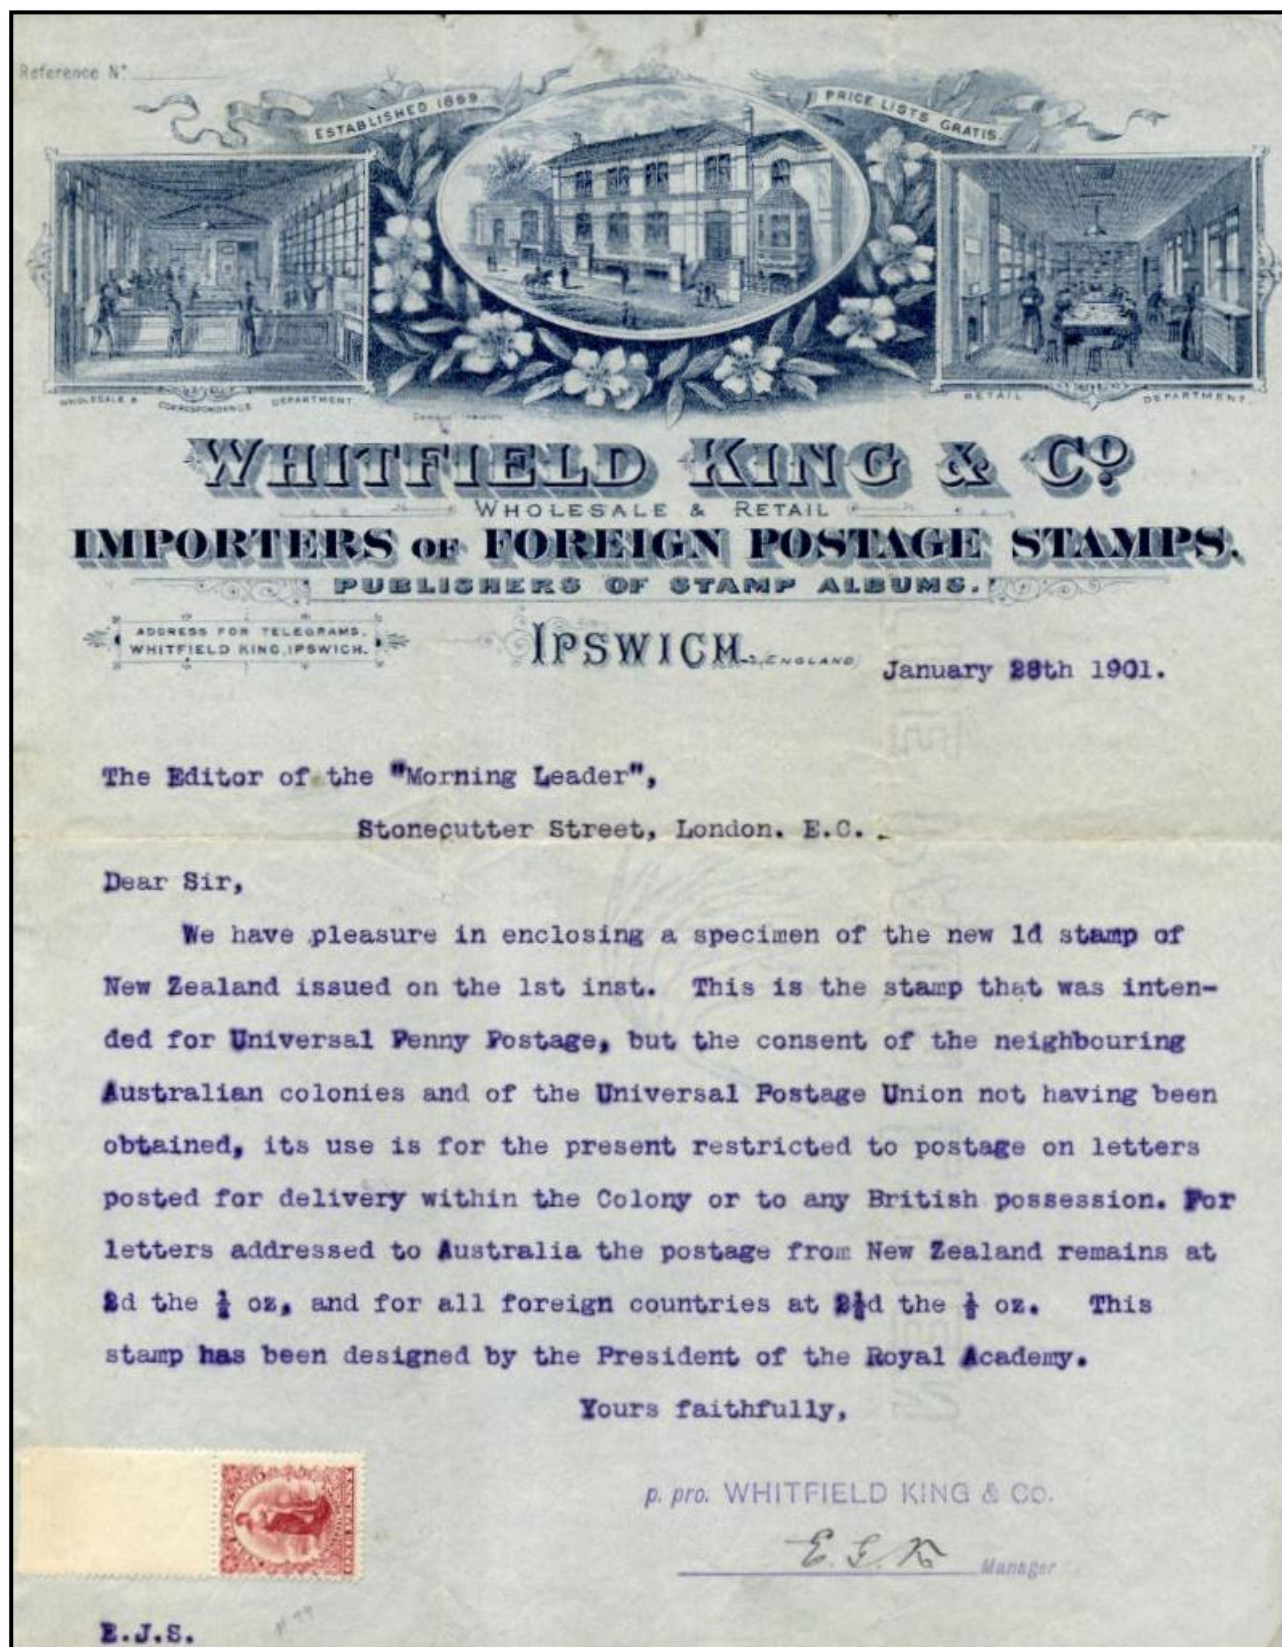 Reference No.
ESTABLISHED 1869
PRICE LISTS GRATIS.
WHOLESALE & CORRESPONDENCE DEPARTMENT
RETAIL DEPARTMENT.
WHITFIELD KING & Co.
WHOLESALE & RETAIL
IMPORTERS OF FOREIGN POSTAGE STAMPS.
PUBLISHERS OF STAMP ALBUMS.
ADDRESS FOR TELEGRAMS.
WHITFIELD KING, IPSWICH.
IPSWICH. ENGLAND
January 28th 1901.
The Editor of the "Morning Leader",
Stonecutter Street, London. E.C.
Dear Sir,
We have pleasure in enclosing a specimen of the new 1d stamp of
New Zealand issued on the 1st inst. This is the stamp that was inten-
ded for Universal Penny Postage, but the consent of the neighbouring
Australian colonies and of the Universal Postage Union not having been
obtained, its use is for the present restricted to postage on letters
posted for delivery within the Colony or to any British possession. For
letters addressed to Australia the postage from New Zealand remains at
2d the ½ oz, and for all foreign countries at 2½d the ½ oz. This
stamp has been designed by the President of the Royal Academy.
Yours faithfully,
p. pro. WHITFIELD KING & CO.
E.G.K
Manager
E.J.S.